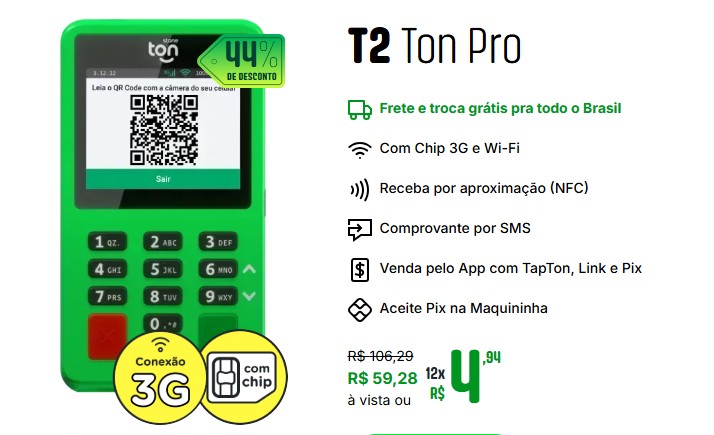 stone
ton
44%
DE DESCONTO
3.12.12
3G
Leia o QR Code com a câmera do seu celular
Sair
1 QZ. 2 ABC 3 DEF
4 GHI 5 JKL 6 MNO
7 PRS 8 TUV 9 WXY
0 .*#
Conexão
3G
com
chip
T2 Ton Pro
Frete e troca grátis pra todo o Brasil
Com Chip 3G e Wi-Fi
Receba por aproximação (NFC)
Comprovante por SMS
Venda pelo App com TapTon, Link e Pix
Aceite Pix na Maquininha
R$ 106,29
R$ 59,28
à vista ou
12x
R$ 4,94